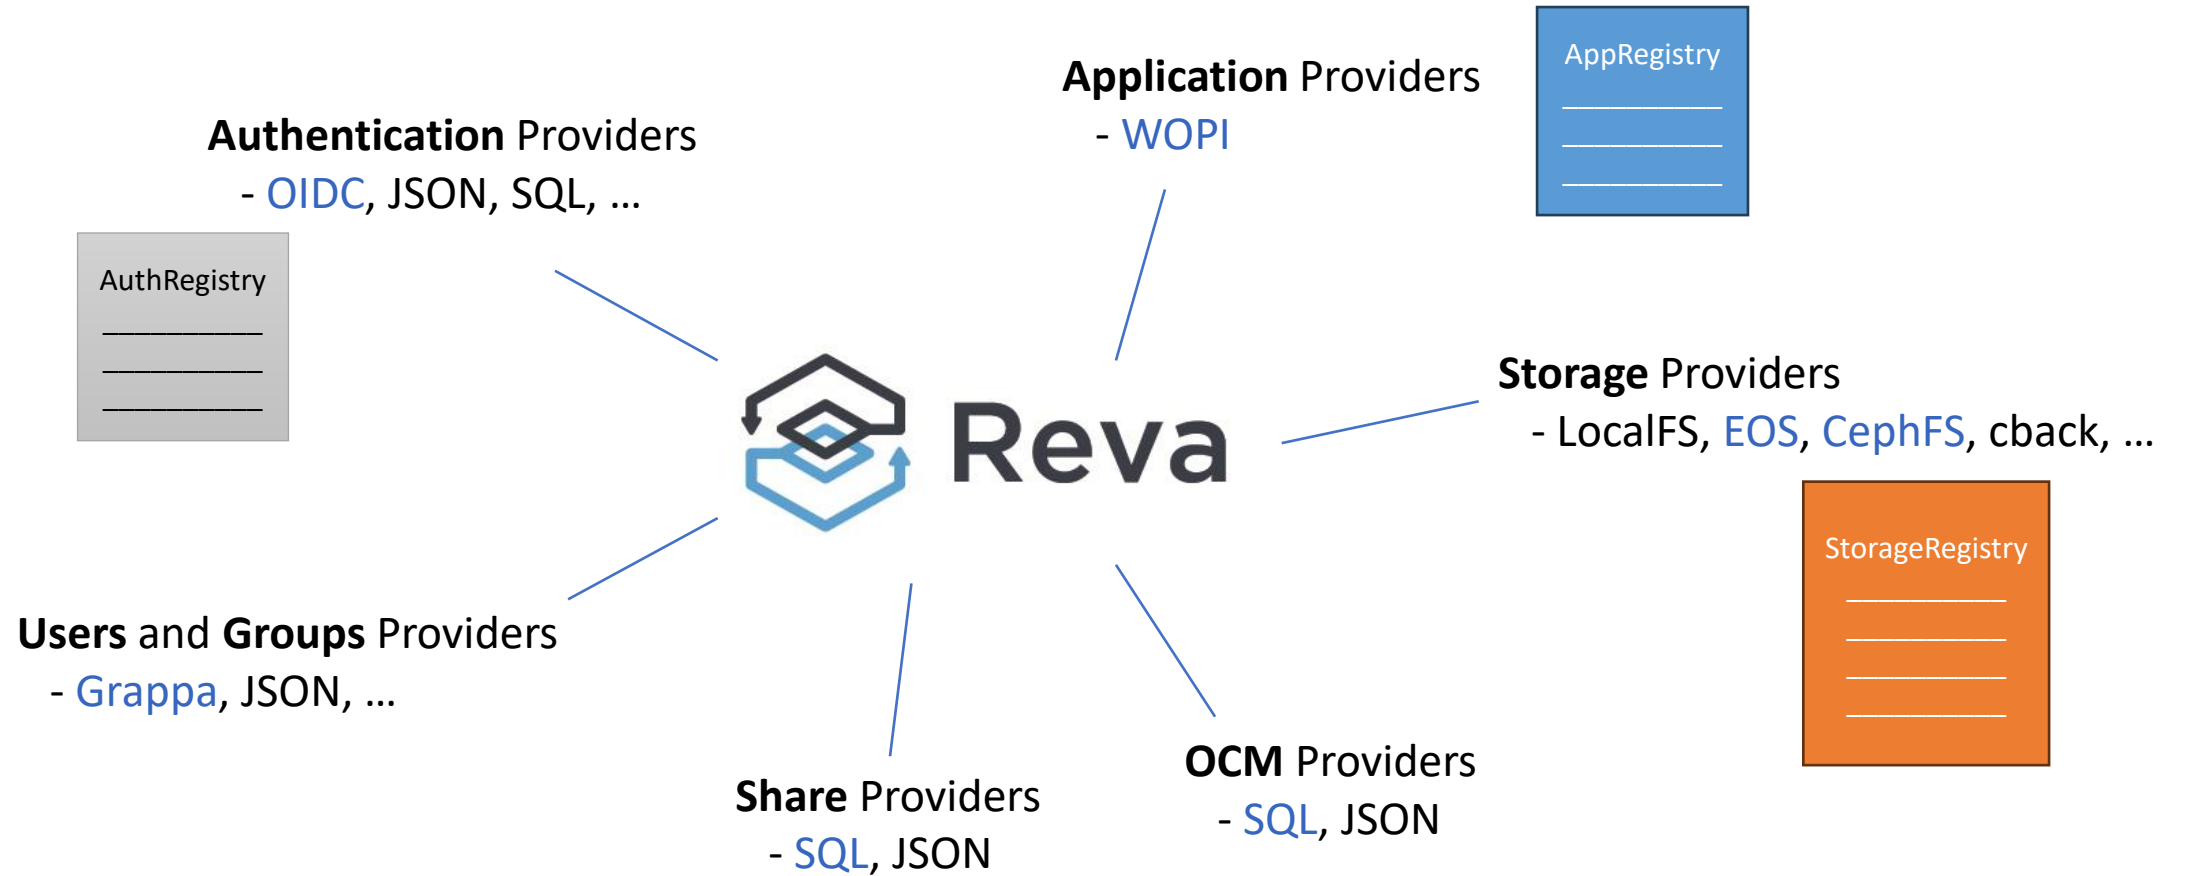 Authentication Providers
- OIDC, JSON, SQL, ...
AuthRegistry
Application Providers
- WOPI
AppRegistry
Reva
Storage Providers
- LocalFS, EOS, CephFS, cback, ...
StorageRegistry
Users and Groups Providers
- Grappa, JSON, ...
Share Providers
- SQL, JSON
OCM Providers
- SQL, JSON